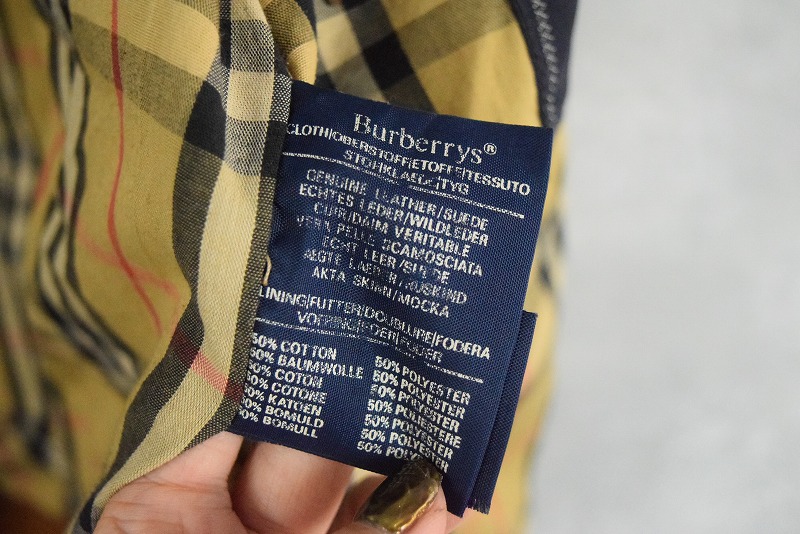 Burberrys®
CLOTH|OBERSTOFF|ETOFFE|TESSUTO
STOF|KLAEDE|TYG
GENUINE LEATHER/SUEDE
ECHTES LEDER/WILDLEDER
CUIR/DAIM VERITABLE
VERA PELLE SCAMOSCIATA
ECHT LEER/SUEDE
AEGTE LAEDER/RUSKIND
AKTA SKINN/MOCKA
LINING|FUTTER|DOUBLURE|FODERA
VOERING|FOER|FODER
50% COTTON 50% POLYESTER
50% BAUMWOLLE 50% POLYESTER
50% COTON 50% POLYESTER
50% COTONE 50% POLYESTER
50% KATOEN 50% POLYESTERE
50% BOMULD 50% POLYESTER
50% BOMULL 50% POLYESTER